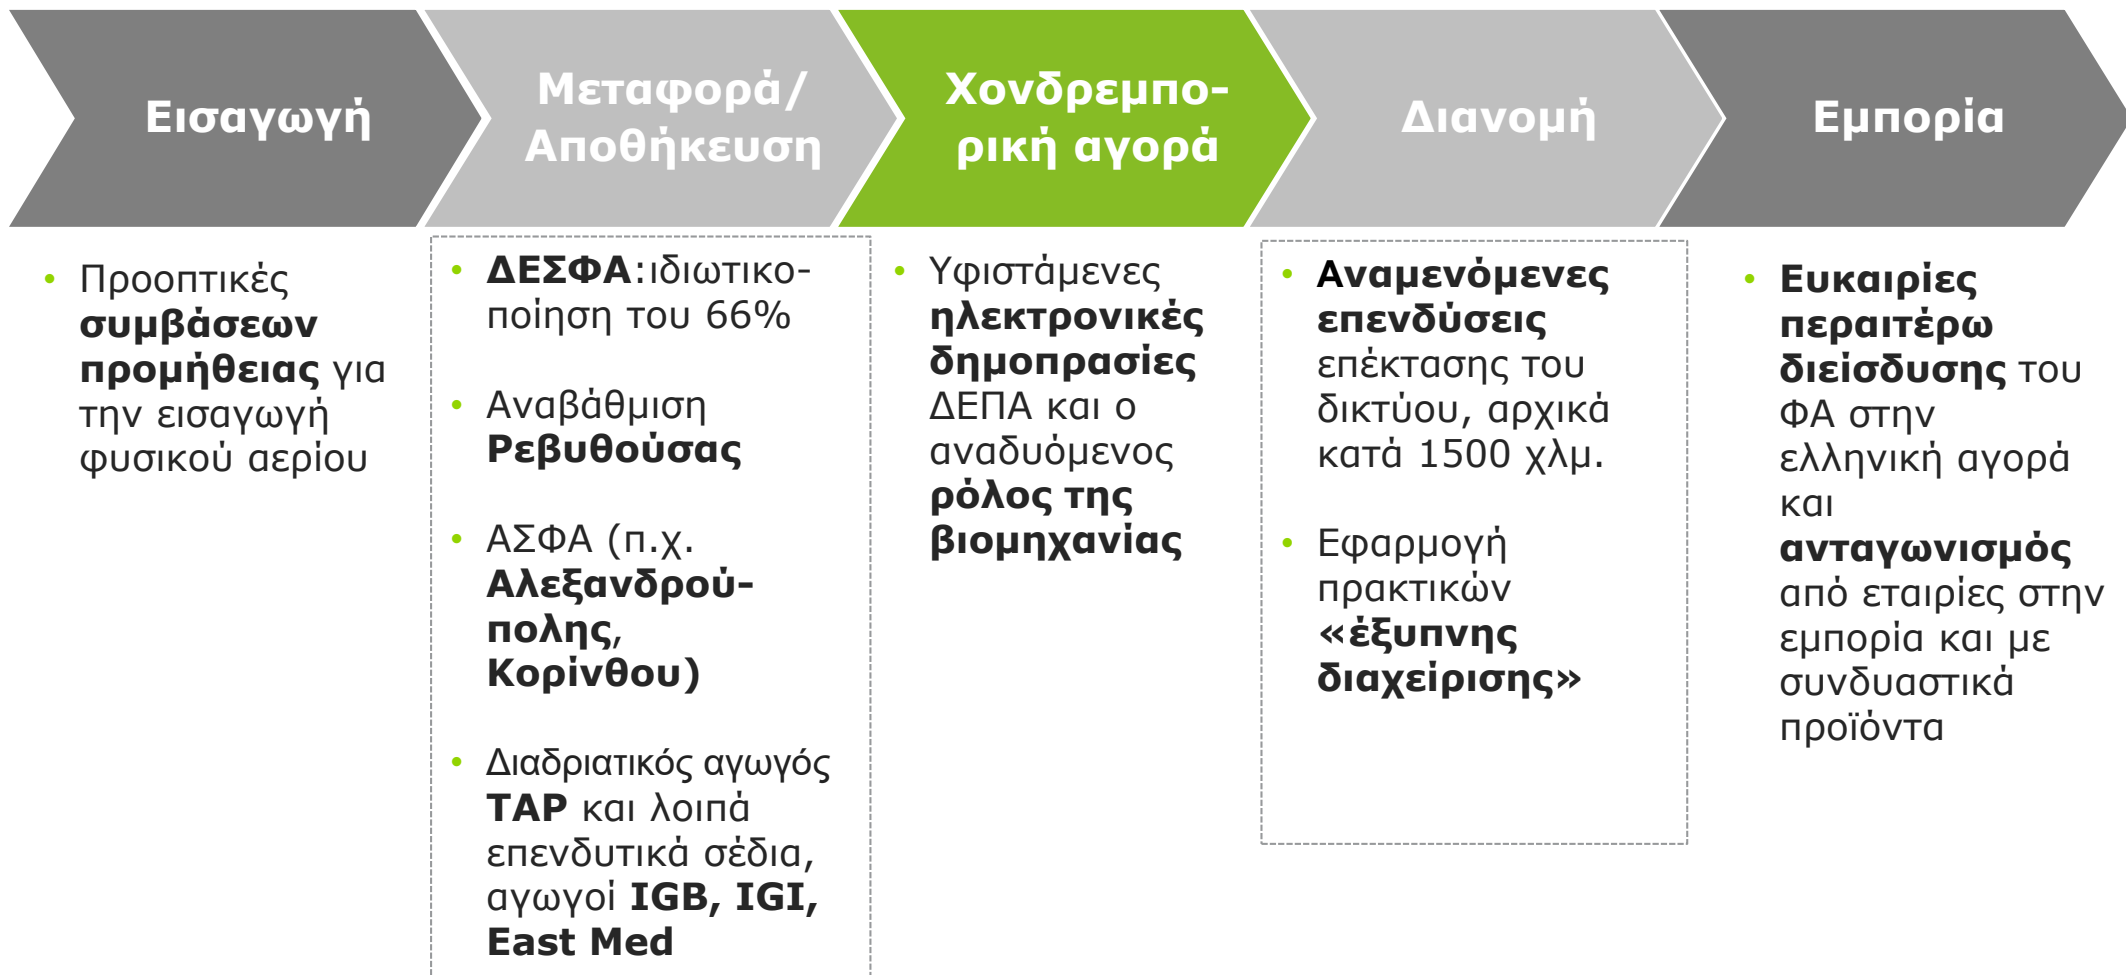 Εισαγωγή
Μεταφορά/
Αποθήκευση
Χονδρεμπο-
ρική αγορά
Διανομή
Εμπορία
• Προοπτικές
συμβάσεων
προμήθειας για
την εισαγωγή
φυσικού αερίου
• ΔΕΣΦΑ:ιδιωτικο-
ποίηση του 66%
• Αναβάθμιση
Ρεβυθούσας
• ΑΣΦΑ (π.χ.
Αλεξανδρού-
πολης,
Κορίνθου)
• Διαδριατικός αγωγός
TAP και λοιπά
επενδυτικά σέδια,
αγωγοί IGB, IGI,
East Med
• Υφιστάμενες
ηλεκτρονικές
δημοπρασίες
ΔΕΠΑ και ο
αναδυόμενος
ρόλος της
βιομηχανίας
• Αναμενόμενες
επενδύσεις
επέκτασης του
δικτύου, αρχικά
κατά 1500 χλμ.
• Εφαρμογή
πρακτικών
«έξυπνης
διαχείρισης»
• Ευκαιρίες
περαιτέρω
διείσδυσης του
ΦΑ στην
ελληνική αγορά
και
ανταγωνισμός
από εταιρίες στην
εμπορία και με
συνδυαστικά
προϊόντα